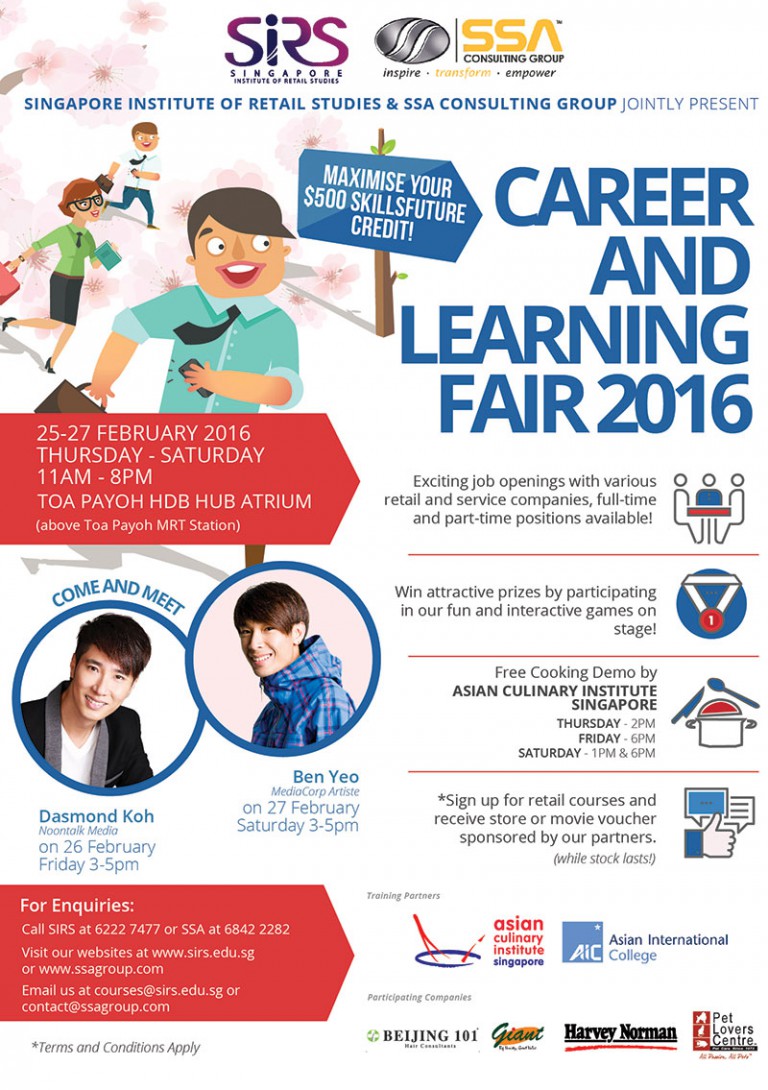 SiRS
SINGAPORE
INSTITUTE OF RETAIL STUDIES
SSA
CONSULTING GROUP
inspire · transform · empower
SINGAPORE INSTITUTE OF RETAIL STUDIES & SSA CONSULTING GROUP JOINTLY PRESENT
MAXIMISE YOUR
$500 SKILLSFUTURE
CREDIT!
CAREER
AND
LEARNING
FAIR 2016
25-27 FEBRUARY 2016
THURSDAY - SATURDAY
11AM - 8PM
TOA PAYOH HDB HUB ATRIUM
(above Toa Payoh MRT Station)
Exciting job openings with various
retail and service companies, full-time
and part-time positions available!
Win attractive prizes by participating
in our fun and interactive games on
stage!
1
Free Cooking Demo by
ASIAN CULINARY INSTITUTE
SINGAPORE
THURSDAY - 2PM
FRIDAY - 6PM
SATURDAY - 1PM & 6PM
*Sign up for retail courses and
receive store or movie voucher
sponsored by our partners.
(while stock lasts!)
COME AND MEET
Dasmond Koh
Noontalk Media
on 26 February
Friday 3-5pm
Ben Yeo
MediaCorp Artiste
on 27 February
Saturday 3-5pm
For Enquiries:
Call SIRS at 6222 7477 or SSA at 6842 2282
Visit our websites at www.sirs.edu.sg
or www.ssagroup.com
Email us at courses@sirs.edu.sg or
contact@ssagroup.com
*Terms and Conditions Apply
Training Partners
asian
culinary
institute
singapore
AIC
Asian International
College
Participating Companies
BEIJING 101
Hair Consultants
Giant
Harvey Norman
Pet
Lovers
Centre